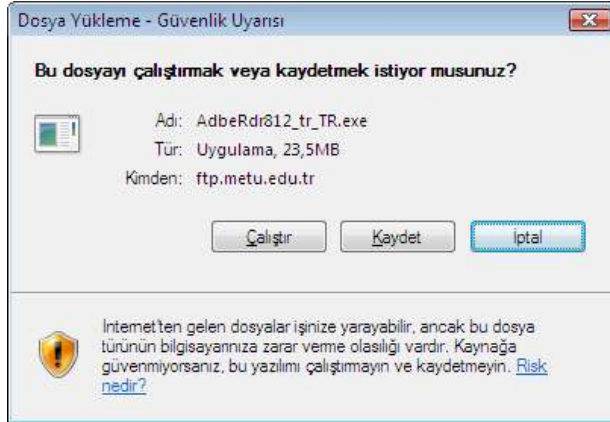 Dosya Yükleme - Güvenlik Uyarısı
Bu dosyayı çalıştırmak veya kaydetmek istiyor musunuz?
Adı: AdbeRdr812_tr_TR.exe
Tür: Uygulama, 23,5MB
Kimden: ftp.metu.edu.tr
Çalıştır Kaydet İptal
Internet'ten gelen dosyalar işinize yarayabilir, ancak bu dosya
türünün bilgisayarınıza zarar verme olasılığı vardır. Kaynağa
güvenmiyorsanız, bu yazılımı çalıştırmayın ve kaydetmeyin. Risk
nedir?